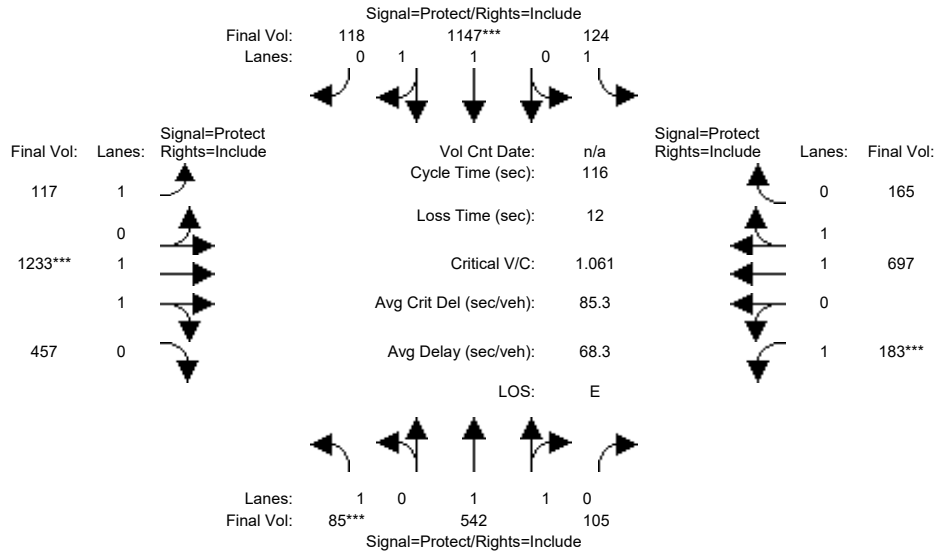 Signal=Protect/Rights=Include
Final Vol: 118 1147*** 124
Lanes: 0 1 1 0 1
Signal=Protect Signal=Protect
Final Vol: Lanes: Rights=Include Vol Cnt Date: n/a Rights=Include Lanes: Final Vol:
Cycle Time (sec): 116
117 1 0 165
Loss Time (sec): 12
0 1
1233*** 1 Critical V/C: 1.061 1 697
1 Avg Crit Del (sec/veh): 85.3 0
457 0 Avg Delay (sec/veh): 68.3 1 183***
LOS: E
Lanes: 1 0 1 1 0
Final Vol: 85*** 542 105
Signal=Protect/Rights=Include